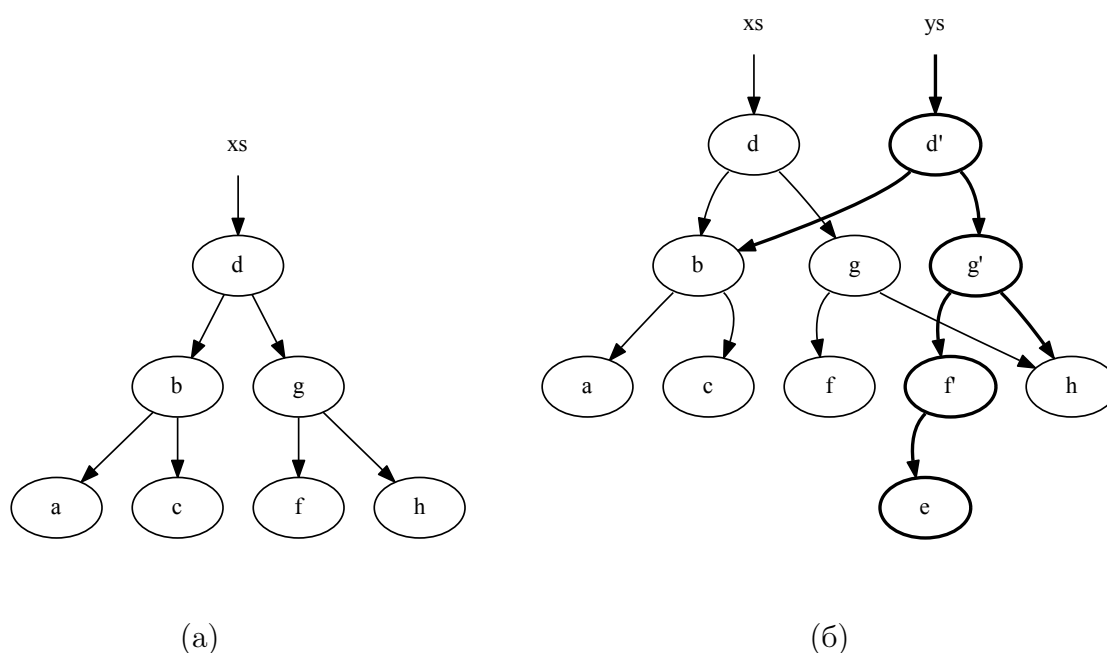 xs ys
d d'
xs
b g g'
d
a c f f' h
b g
e
a c f h
(а) (б)